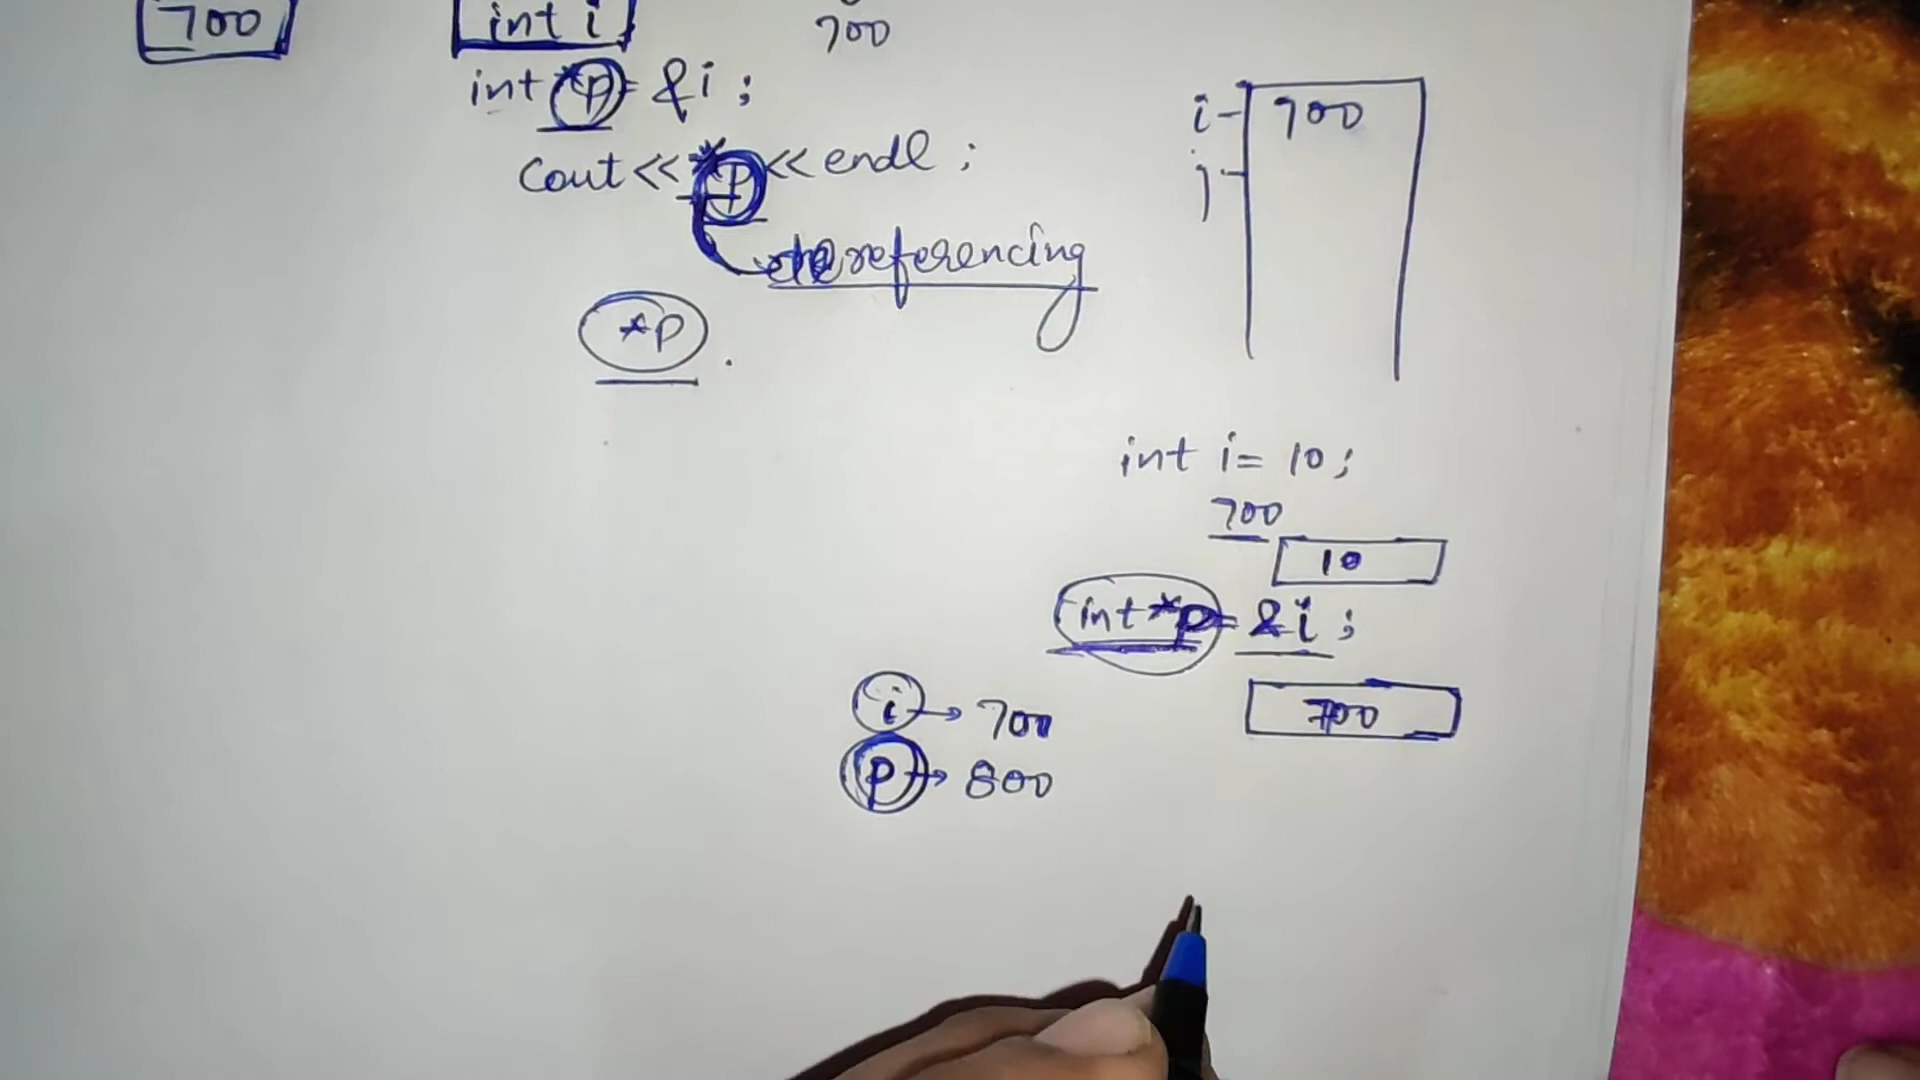 700
int i
700
int *p = &i ;
i- 700
Cout << *p << endl ;
j-
dereferencing
*p .
int i = 10 ;
700
10
int *p = &i ;
i → 700
700
p → 800